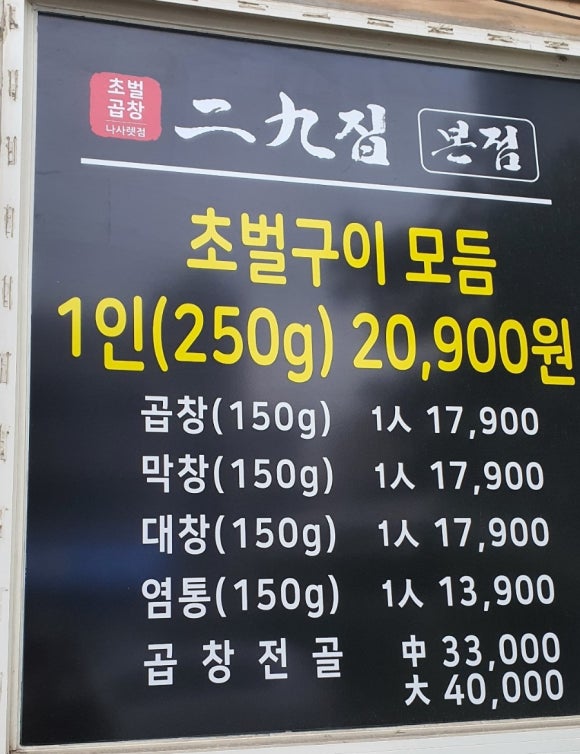 초벌
곱창
나사렛점
二九집 본점
초벌구이 모듬
1인(250g) 20,900원
곱창(150g) 1人 17,900
막창(150g) 1人 17,900
대창(150g) 1人 17,900
염통(150g) 1人 13,900
곱창전골 中 33,000
大 40,000